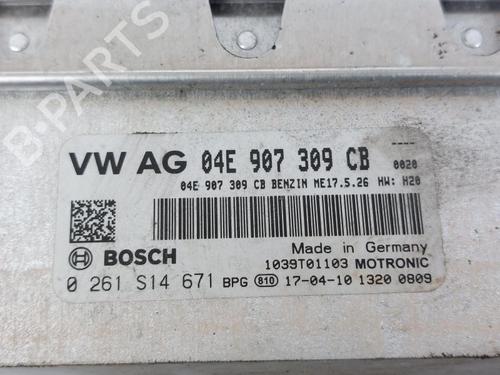 VW AG 04E 907 309 CB 0020
04E 907 309 CB BENZIN ME17.5.26 HW: H20
BOSCH
Made in Germany
1039T01103 MOTRONIC
0 261 S14 671 BPG 810 17-04-10 1320 0809
B-PARTS